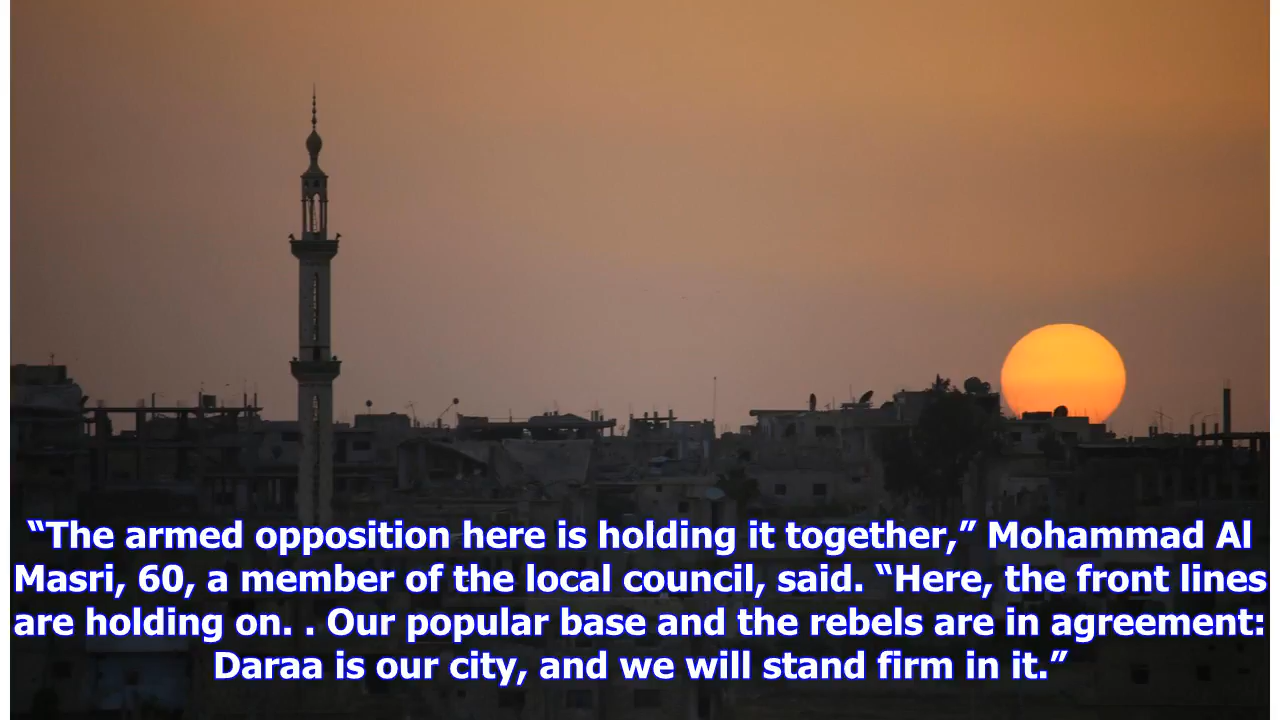 “The armed opposition here is holding it together,” Mohammad Al
Masri, 60, a member of the local council, said. “Here, the front lines
are holding on. . Our popular base and the rebels are in agreement:
Daraa is our city, and we will stand firm in it.”